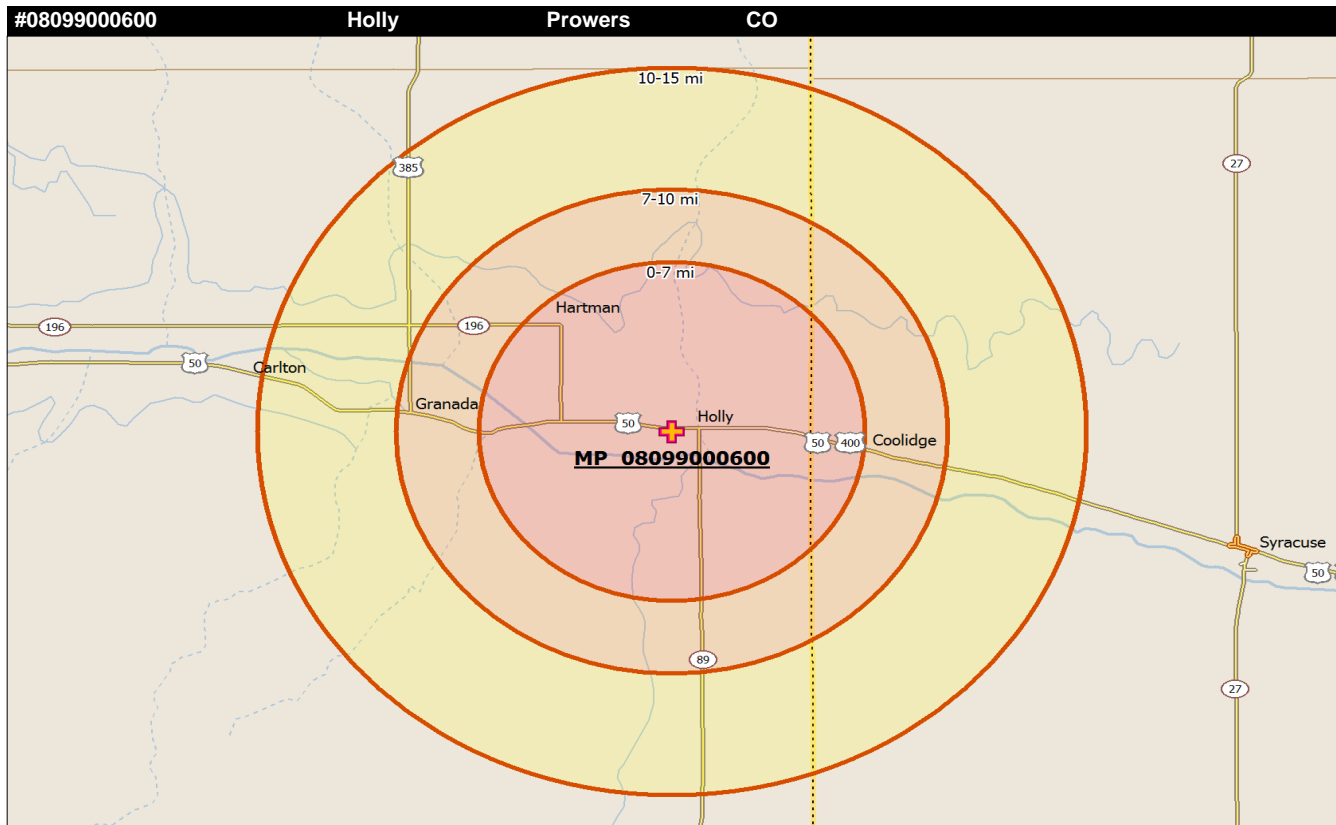 #08099000600 Holly Prowers CO
10-15 mi
385
27
7-10 mi
0-7 mi
Hartman
196
196
50
Carlton
Granada
50
Holly
50
400
Coolidge
MP 08099000600
Syracuse
50
89
27